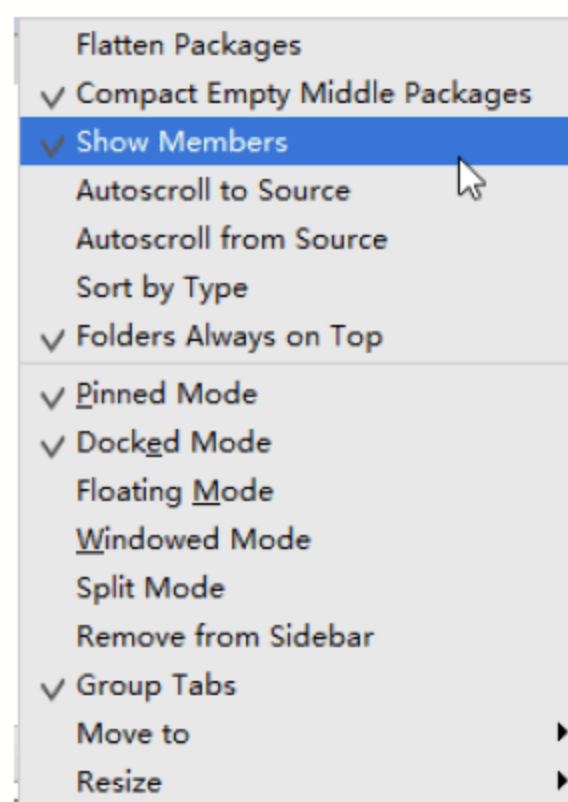 Flatten Packages
Compact Empty Middle Packages
Show Members
Autoscroll to Source
Autoscroll from Source
Sort by Type
Folders Always on Top
Pinned Mode
Docked Mode
Floating Mode
Windowed Mode
Split Mode
Remove from Sidebar
Group Tabs
Move to
Resize